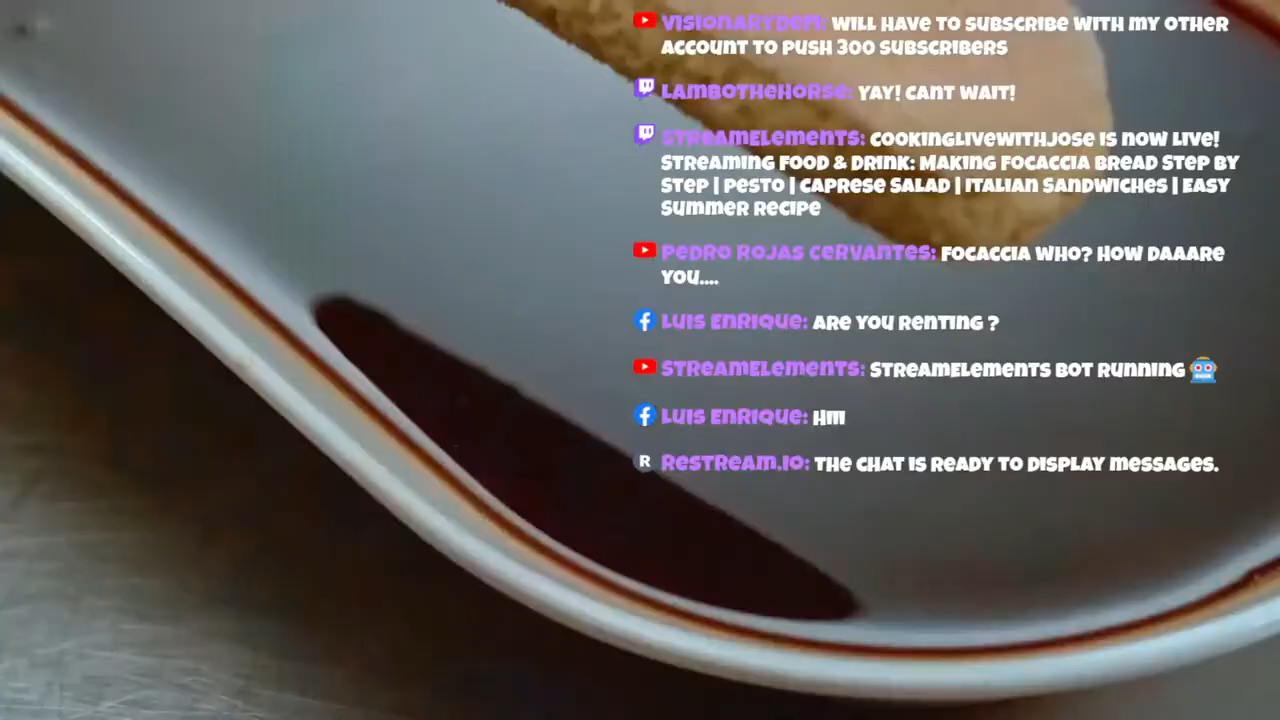 VISIONARYDEFI: WILL HAVE TO SUBSCRIBE WITH MY OTHER
ACCOUNT TO PUSH 300 SUBSCRIBERS
LAMBOTHEHORSE: YAY! CANT WAIT!
STREAMELEMENTS: COOKINGLIVEWITHJOSE IS NOW LIVE!
STREAMING FOOD & DRINK: MAKING FOCACCIA BREAD STEP BY
STEP | PESTO | CAPRESE SALAD | ITALIAN SANDWICHES | EASY
SUMMER RECIPE
PEDRO ROJAS CERVANTES: FOCACCIA WHO? HOW DAAARE
YOU....
LUIS ENRIQUE: ARE YOU RENTING ?
STREAMELEMENTS: STREAMELEMENTS BOT RUNNING
LUIS ENRIQUE: HM
R RESTREAM.IO: THE CHAT IS READY TO DISPLAY MESSAGES.